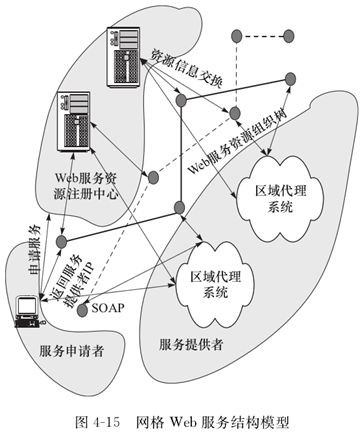 资源信息交换
Web服务资源组织树
Web服务资
源注册中心
区域代理
系统
申请服务
返回服务
提供者IP
区域代理
系统
SOAP
服务申请者
服务提供者
图 4-15 网格 Web 服务结构模型